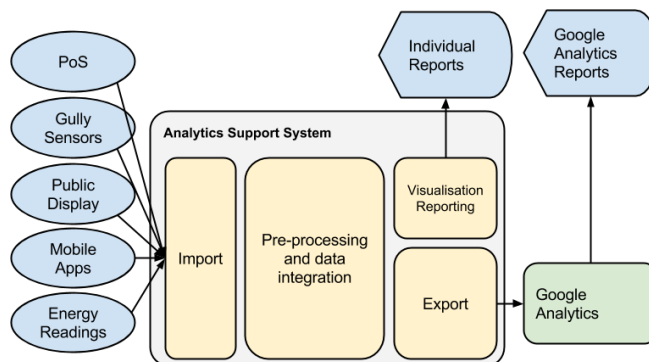 PoS
Gully
Sensors
Public
Display
Mobile
Apps
Energy
Readings
Analytics Support System
Import
Pre-processing
and data
integration
Visualisation
Reporting
Export
Individual
Reports
Google
Analytics
Reports
Google
Analytics